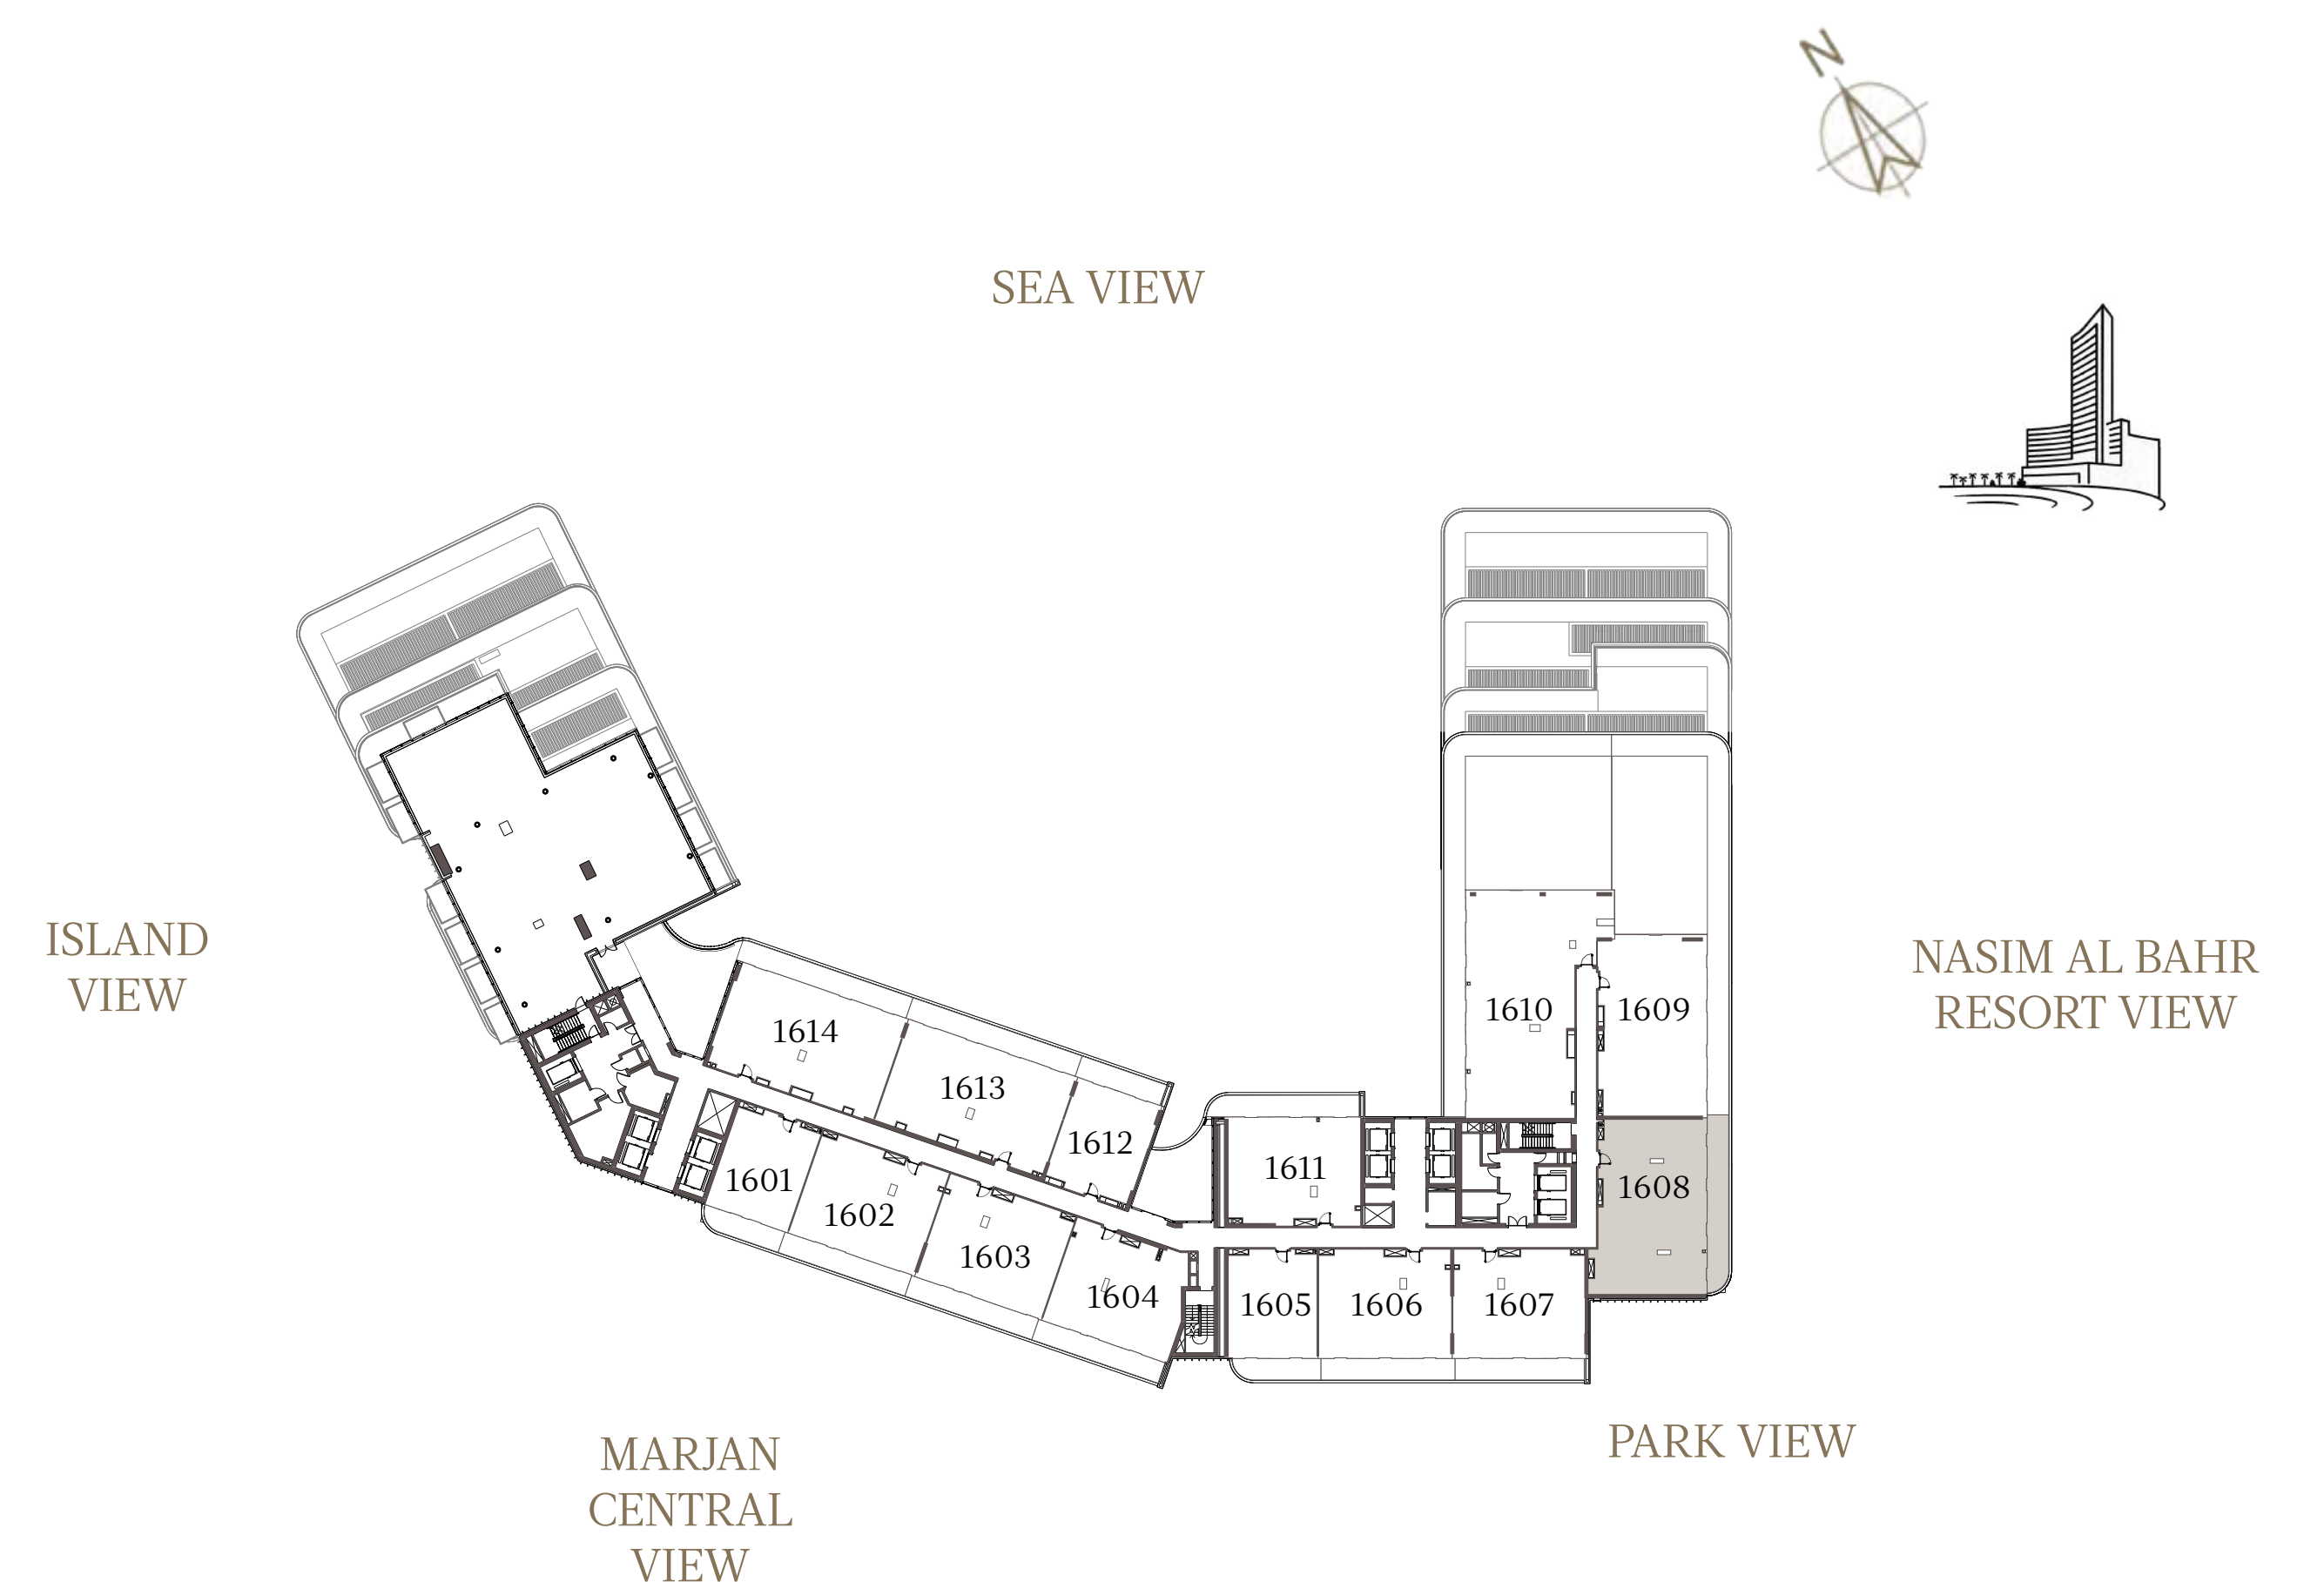 N
SEA VIEW
ISLAND
VIEW
NASIM AL BAHR
RESORT VIEW
1610
1609
1614
1613
1612
1611
1608
1601
1602
1603
1604
1605
1606
1607
PARK VIEW
MARJAN
CENTRAL
VIEW